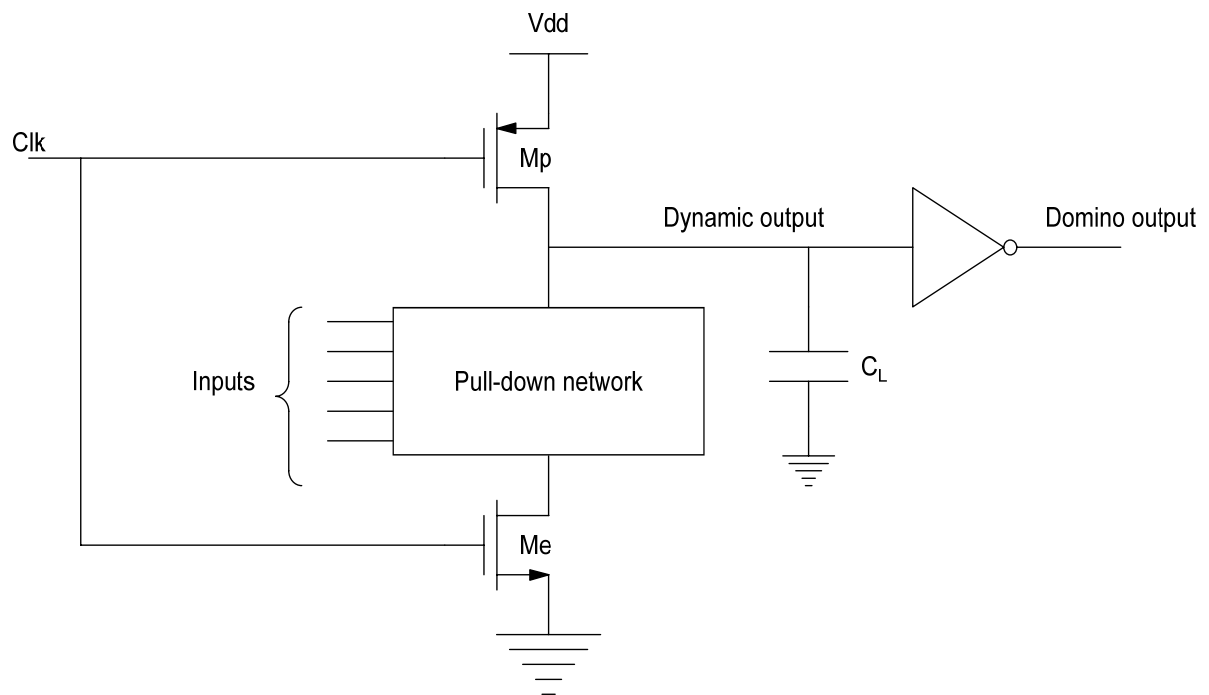 Vdd
Clk
Mp
Dynamic output
Domino output
Inputs
Pull-down network
CL
Me